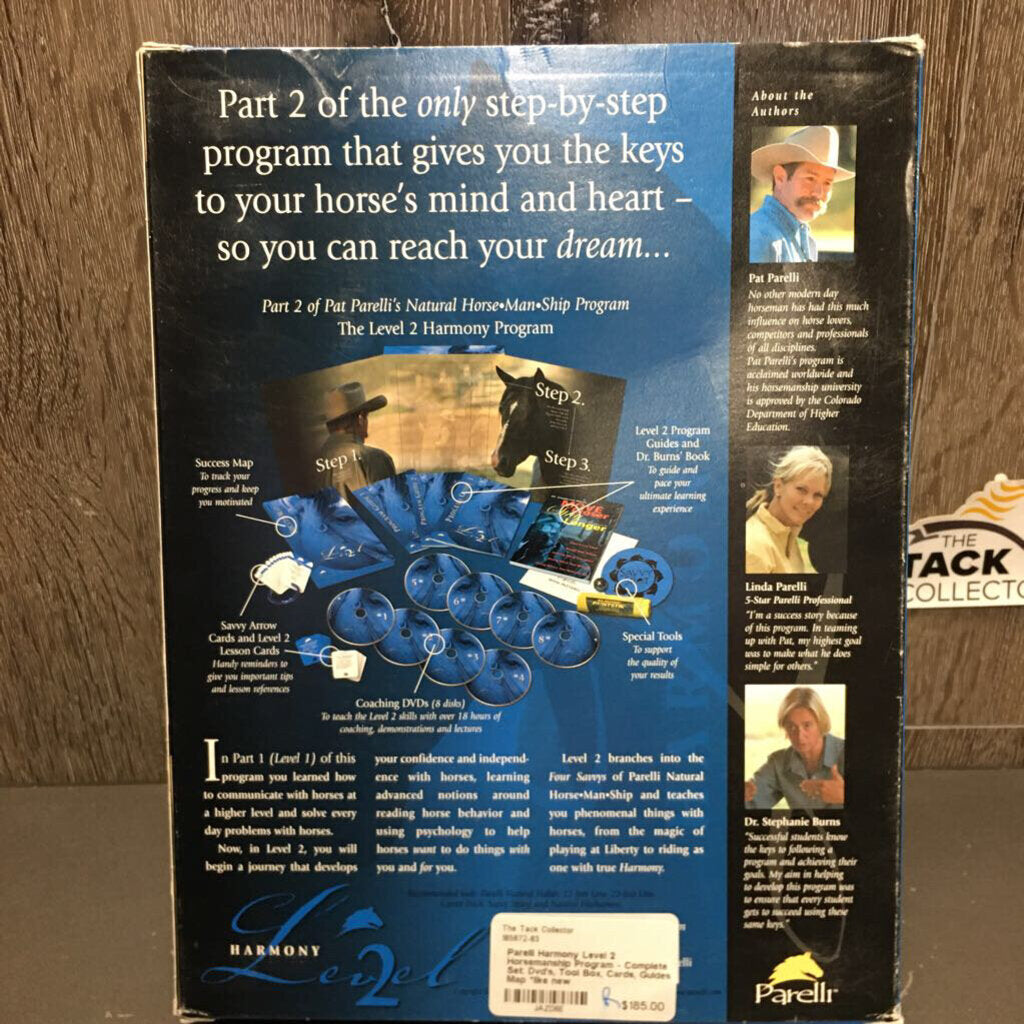 Part 2 of the only step-by-step
program that gives you the keys
to your horse's mind and heart –
so you can reach your dream...
Part 2 of Pat Parelli's Natural Horse•Man•Ship Program
The Level 2 Harmony Program
Step 1.
Step 2.
Step 3.
Success Map
To track your
progress and keep
you motivated
Level 2 Program
Guides and
Dr. Burns' Book
To guide and
pace your
ultimate learning
experience
Savvy Arrow
Cards and Level 2
Lesson Cards
Handy reminders to
give you important tips
and lesson references
Special Tools
To support
the quality of
your results
Coaching DVDs (8 disks)
To teach the Level 2 skills with over 18 hours of
coaching, demonstrations and lectures
In Part 1 (Level 1) of this
program you learned how
to communicate with horses at
a higher level and solve every
day problems with horses.
Now, in Level 2, you will
begin a journey that develops
your confidence and independ-
ence with horses, learning
advanced notions around
reading horse behavior and
using psychology to help
horses want to do things with
you and for you.
Level 2 branches into the
Four Savvys of Parelli Natural
Horse•Man•Ship and teaches
you phenomenal things with
horses, from the magic of
playing at Liberty to riding as
one with true Harmony.
HARMONY
Level 2
About the
Authors
Pat Parelli
No other modern day
horseman has had this much
influence on horse lovers,
competitors and professionals
of all disciplines.
Pat Parelli's program is
acclaimed worldwide and
his horsemanship university
is approved by the Colorado
Department of Higher
Education.
Linda Parelli
5-Star Parelli Professional
"I'm a success story because
of this program. In teaming
up with Pat, my highest goal
was to make what he does
simple for others."
Dr. Stephanie Burns
"Successful students know
the keys to following a
program and achieving their
goals. My aim in helping
to develop this program was
to ensure that every student
gets to succeed using these
same keys."
Parelli
The Tack Collector
Parelli Harmony Level 2
Horsemanship Program - Complete
Set: Dvd's, Tool Box, Cards, Guides
Map *like new
$185.00
THE
TACK
COLLECTO